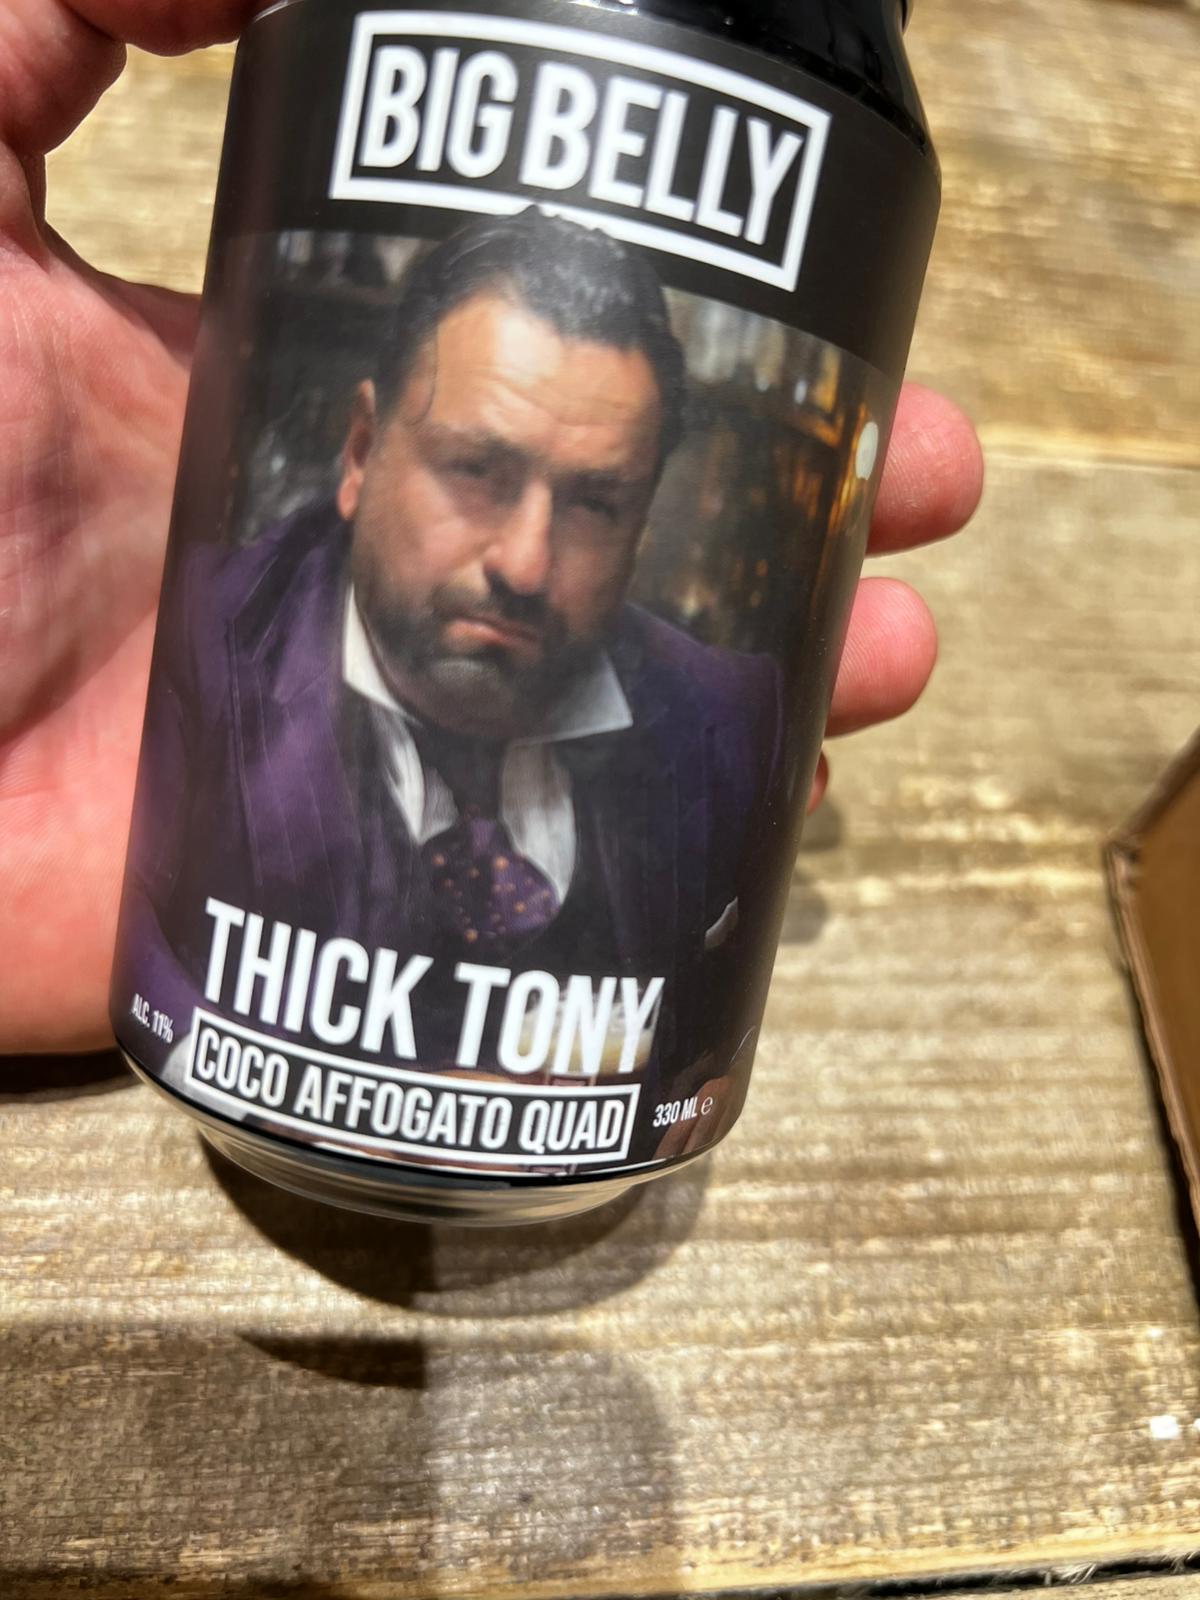 BIG BELLY
THICK TONY
ALC. 11%
COCO AFFOGATO QUAD
330 ML ℮